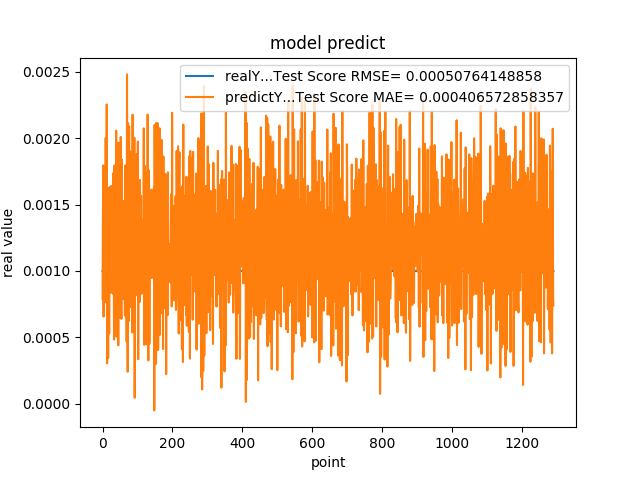 model predict
realY...Test Score RMSE= 0.00050764148858
predictY...Test Score MAE= 0.000406572858357
real value
0.0025
0.0020
0.0015
0.0010
0.0005
0.0000
0 200 400 600 800 1000 1200
point